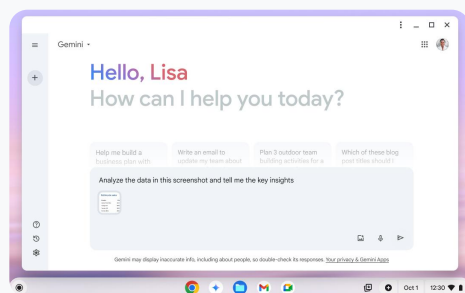 Gemini
Hello, Lisa
How can I help you today?
Help me build a
business plan with
Write an email to
update my team about
Plan 3 outdoor team
building activities for a
Which of these blog
post titles should I
Analyze the data in this screenshot and tell me the key insights
Gemini may display inaccurate info, including about people, so double-check its responses. Your privacy & Gemini Apps
Oct 1
12:30